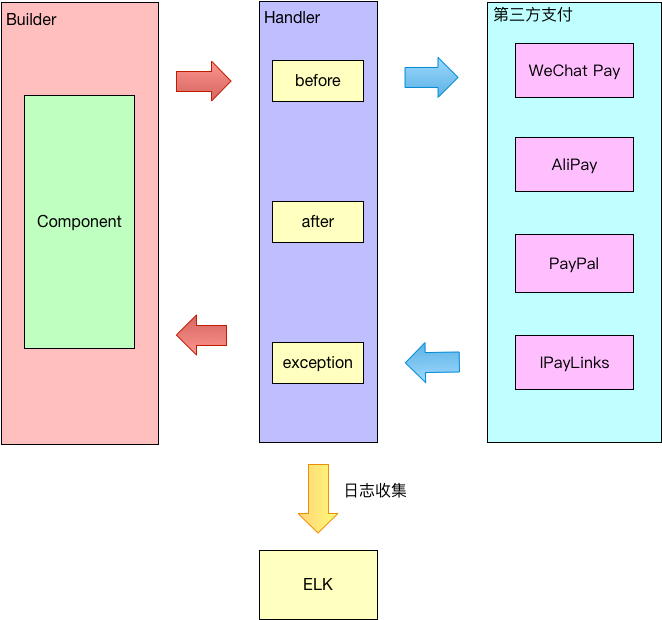 Builder
Component
Handler
before
after
exception
第三方支付
WeChat Pay
AliPay
PayPal
IPayLinks
日志收集
ELK